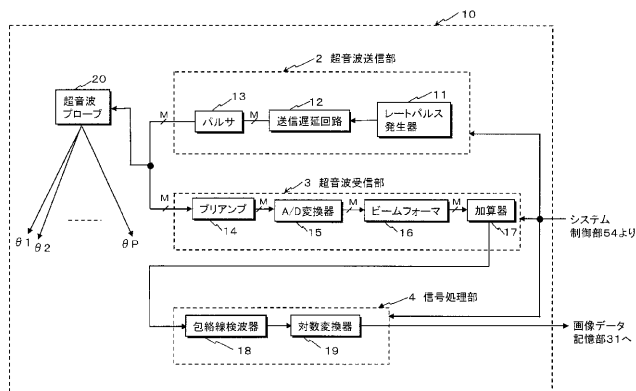 10
2 超音波送信部
20
超音波
プローブ
13
パルサ
M
12
送信遅延回路
11
レートパルス
発生器
M
3 超音波受信部
M
プリアンプ
14
M
A/D変換器
15
M
ビームフォーマ
16
M
加算器
17
システム
制御部54より
θ1
θ2
θP
4 信号処理部
包絡線検波器
18
対数変換器
19
画像データ
記憶部31へ